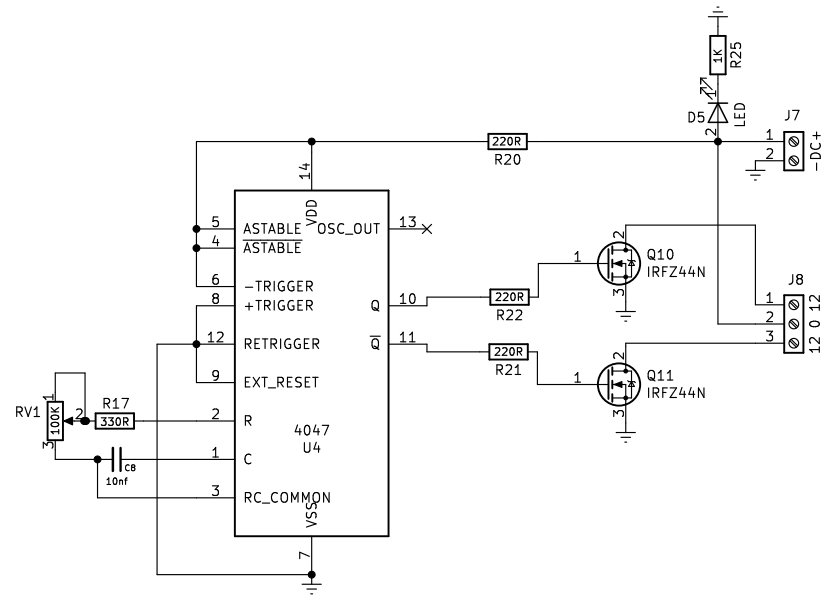 1K
R25
1
D5
LED
2
J7
1
2
-DC+
220R
R20
14
VDD
5
ASTABLE
OSC_OUT
13
4
ASTABLE
6
-TRIGGER
8
+TRIGGER
Q
10
12
RETRIGGER
Q
11
9
EXT_RESET
2
R
4047
U4
1
C
3
RC_COMMON
VSS
7
220R
R22
220R
R21
1
2
3
Q10
IRFZ44N
1
2
3
Q11
IRFZ44N
J8
1
2
3
12 0 12
RV1
100K
1
2
3
R17
330R
C8
10nf